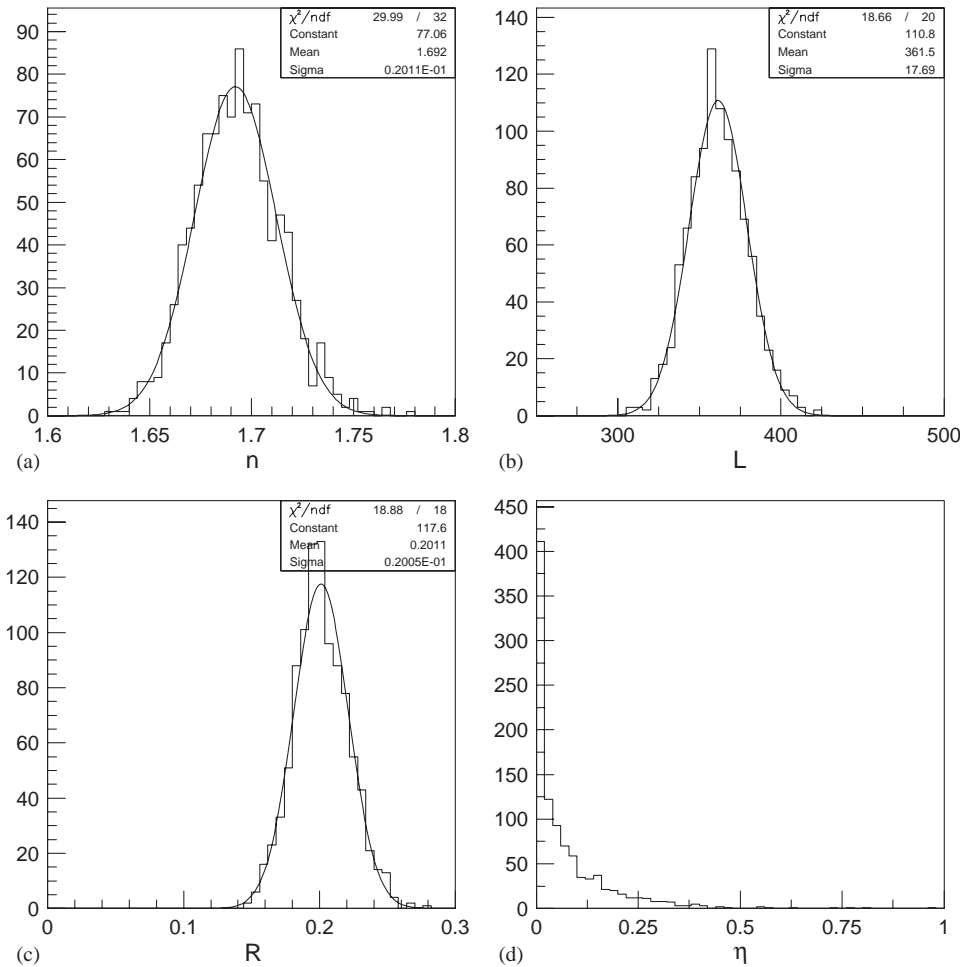 χ²/ndf 29.99 / 32
Constant 77.06
Mean 1.692
Sigma 0.2011E-01
90
80
70
60
50
40
30
20
10
0
1.6 1.65 1.7 1.75 1.8
(a) n
χ²/ndf 18.66 / 20
Constant 110.8
Mean 361.5
Sigma 17.69
140
120
100
80
60
40
20
0
300 400 500
(b) L
χ²/ndf 18.88 / 18
Constant 117.6
Mean 0.2011
Sigma 0.2005E-01
140
120
100
80
60
40
20
0
0 0.1 0.2 0.3
(c) R
450
400
350
300
250
200
150
100
50
0
0 0.25 0.5 0.75 1
(d) η